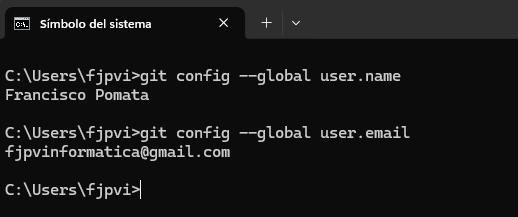 Símbolo del sistema
C:\Users\fjpvi>git config --global user.name
Francisco Pomata
C:\Users\fjpvi>git config --global user.email
fjpvinformatica@gmail.com
C:\Users\fjpvi>